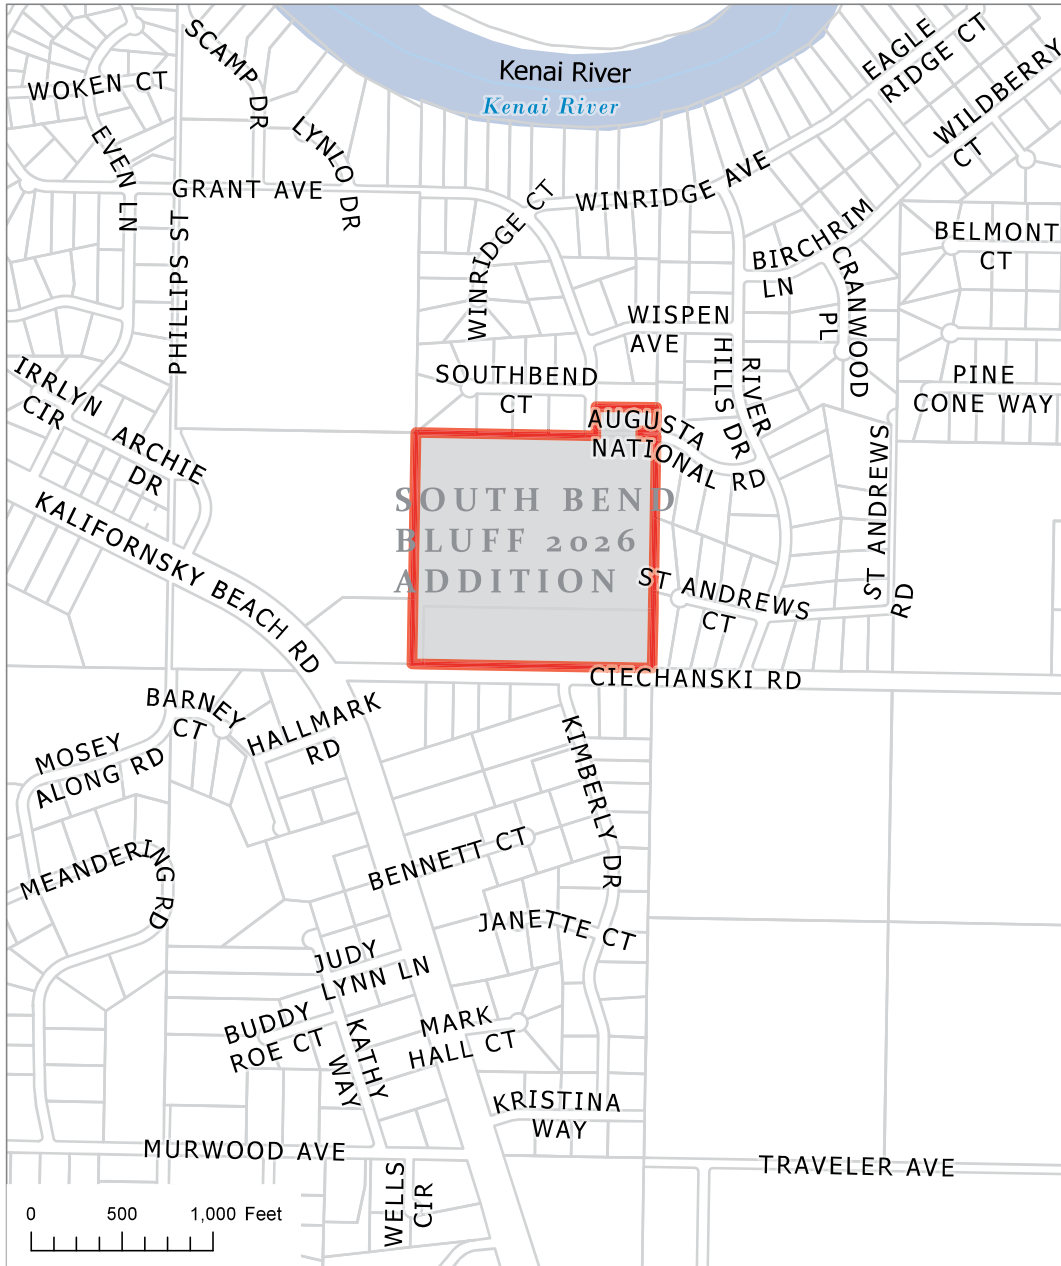 Kenai River
Kenai River
SCAMP DR
EAGLE
RIDGE CT
WOKEN CT
WILDBERRY
CT
EVEN LN
LYNLO DR
GRANT AVE
WINRIDGE AVE
WINRIDGE CT
PHILLIPS ST
BIRCHRIM
LN
BELMONT
CT
CRANWOOD
PL
WISPEN
AVE
RIVER
HILLS DR
IRRLYN
CIR
SOUTHBEND
CT
PINE
CONE WAY
ARCHIE
DR
AUGUSTA
NATIONAL RD
ST ANDREWS
RD
KALIFORNSKY BEACH RD
SOUTH BEND
BLUFF 2026
ADDITION
ST ANDREWS
CT
CIECHANSKI RD
BARNEY
CT
HALLMARK
RD
MOSEY
ALONG RD
KIMBERLY DR
MEANDERING RD
BENNETT CT
JANETTE CT
JUDY
LYNN LN
BUDDY
ROE CT
KATHY
WAY
MARK
HALL CT
KRISTINA
WAY
MURWOOD AVE
TRAVELER AVE
WELLS
CIR
0 500 1,000 Feet